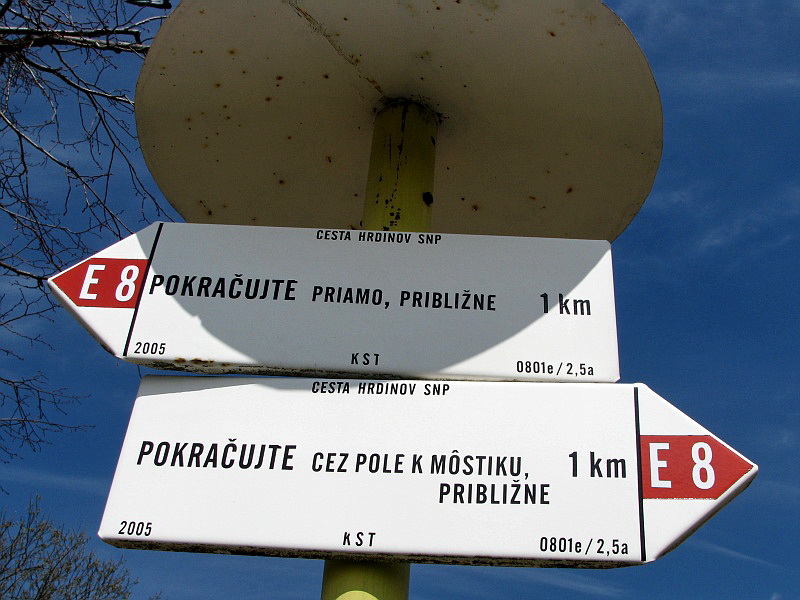 CESTA HRDINOV SNP
E 8 POKRAČUJTE PRIAMO, PRIBLIŽNE 1 km
2005 KST 0801e/2,5a
CESTA HRDINOV SNP
POKRAČUJTE CEZ POLE K MÔSTIKU, 1 km E 8
PRIBLIŽNE
2005 KST 0801e/2,5a